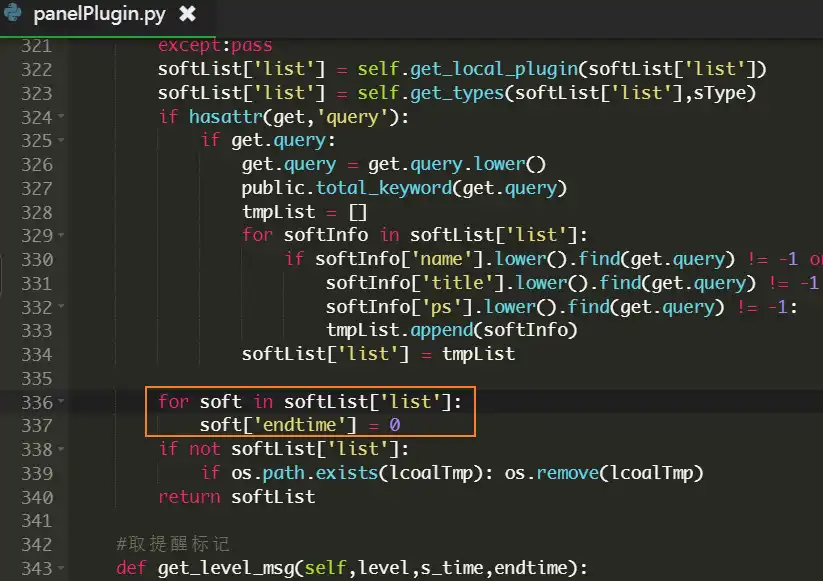 panelPlugin.py ✖
321 except:pass
322 softList['list'] = self.get_local_plugin(softList['list'])
323 softList['list'] = self.get_types(softList['list'],sType)
324 if hasattr(get,'query'):
325 if get.query:
326 get.query = get.query.lower()
327 public.total_keyword(get.query)
328 tmpList = []
329 for softInfo in softList['list']:
330 if softInfo['name'].lower().find(get.query) != -1 or
331 softInfo['title'].lower().find(get.query) != -1
332 softInfo['ps'].lower().find(get.query) != -1:
333 tmpList.append(softInfo)
334 softList['list'] = tmpList
335
336 for soft in softList['list']:
337 soft['endtime'] = 0
338 if not softList['list']:
339 if os.path.exists(lcoalTmp): os.remove(lcoalTmp)
340 return softList
341
342 #取提醒标记
343 def get_level_msg(self,level,s_time,endtime):